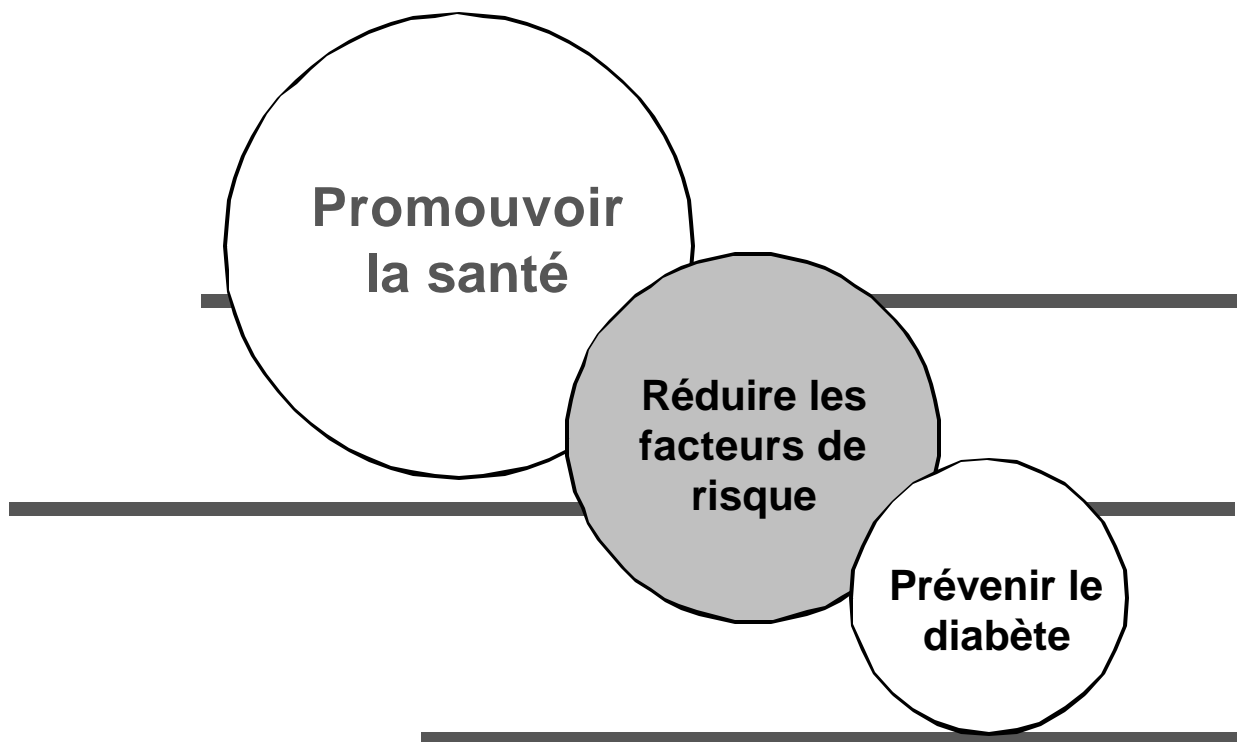 Promouvoir
la santé
Réduire les
facteurs de
risque
Prévenir le
diabète